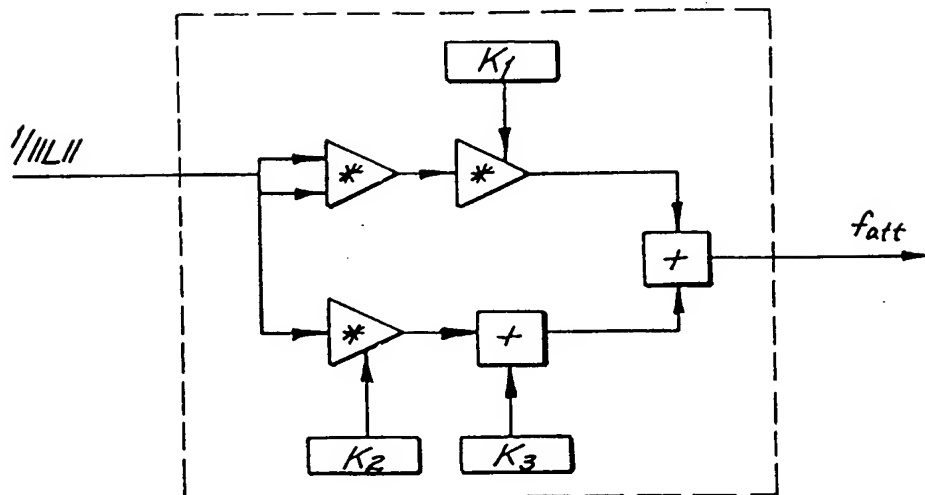 K1
1/||L||
*
*
+
fatt
*
+
K2
K3